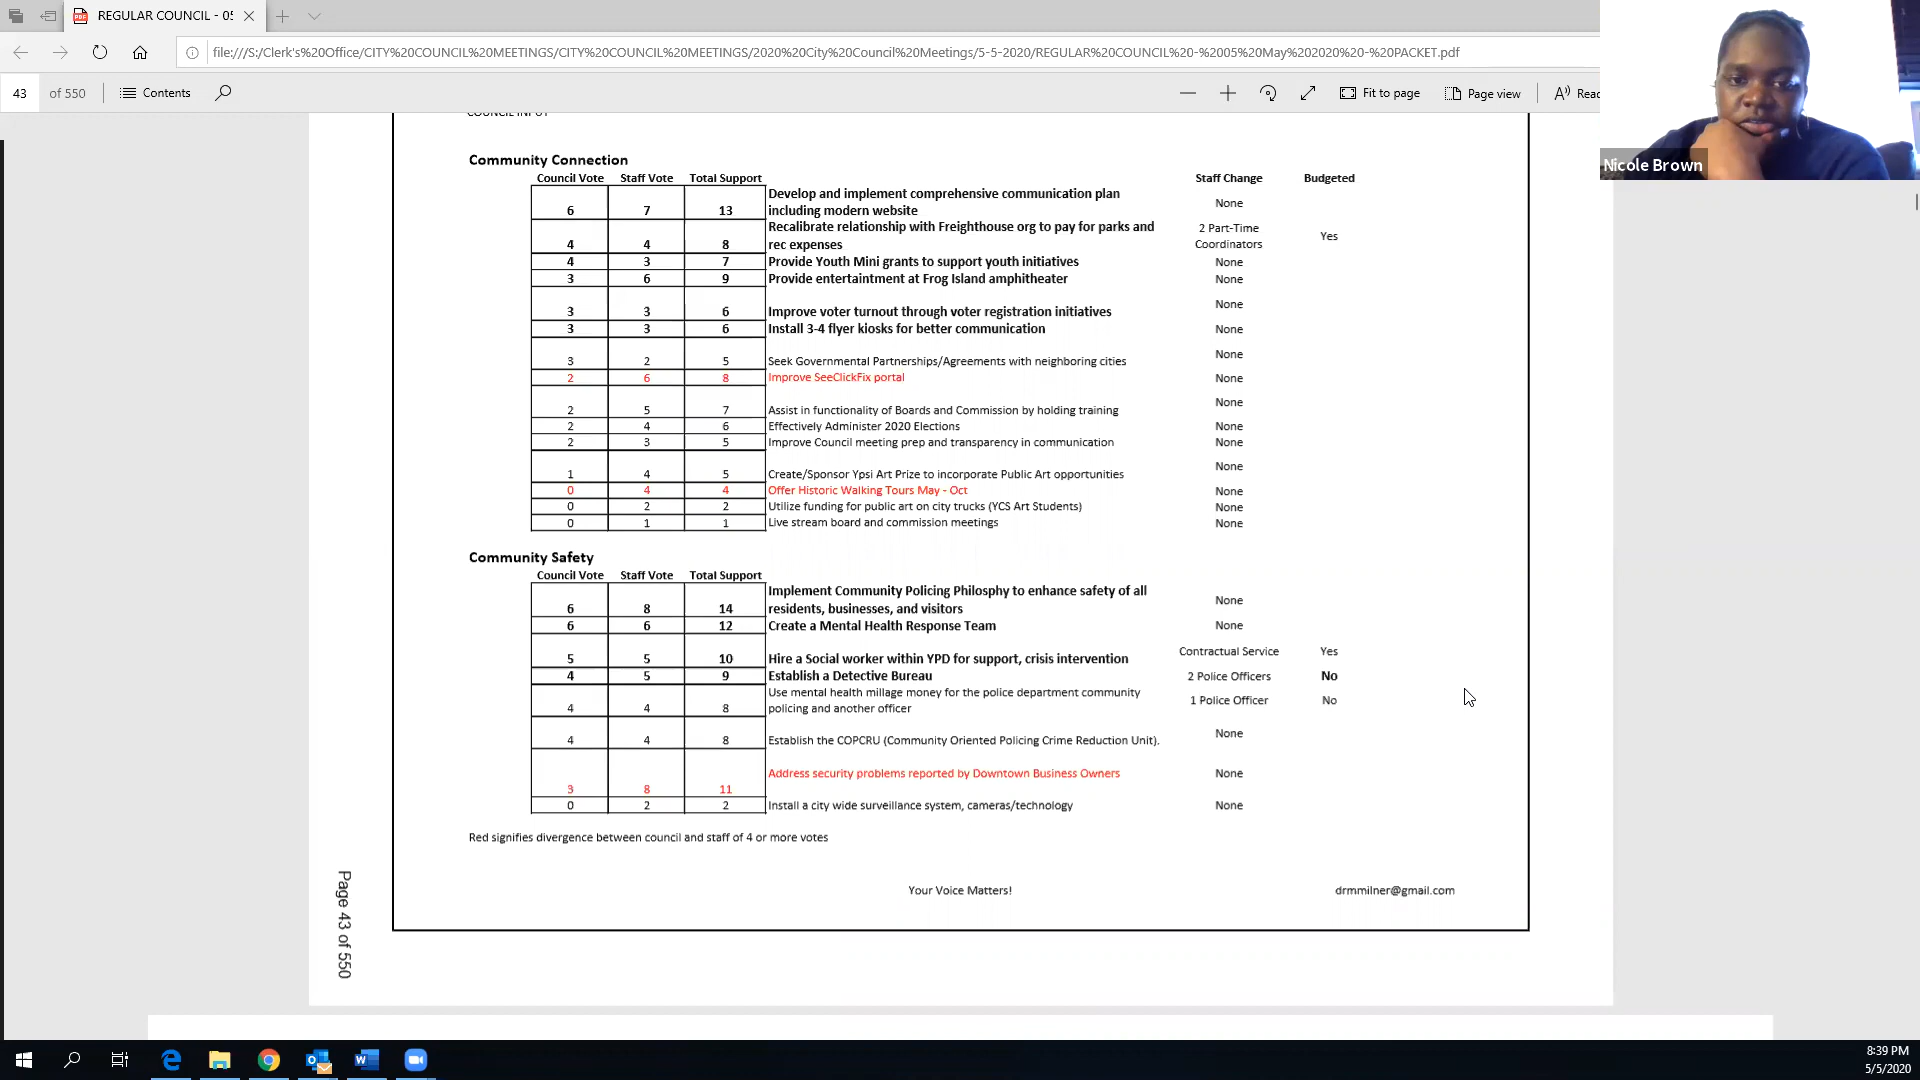 REGULAR COUNCIL - 05
file:///S:/Clerk's%20Office/CITY%20COUNCIL%20MEETINGS/CITY%20COUNCIL%20MEETINGS/2020%20City%20Council%20Meetings/5-5-2020/REGULAR%20COUNCIL%20-%2005%20May%202020%20-%20PACKET.pdf
43 of 550 Contents Fit to page Page view Read
Nicole Brown
COUNCIL INPUT
Community Connection
Council Vote Staff Vote Total Support Staff Change Budgeted
Develop and implement comprehensive communication plan
6 7 13 including modern website None
Recalibrate relationship with Freighthouse org to pay for parks and
4 4 8 rec expenses 2 Part-Time Coordinators Yes
4 3 7 Provide Youth Mini grants to support youth initiatives None
3 6 9 Provide entertaintment at Frog Island amphitheater None
3 3 6 Improve voter turnout through voter registration initiatives None
3 3 6 Install 3-4 flyer kiosks for better communication None
3 2 5 Seek Governmental Partnerships/Agreements with neighboring cities None
2 6 8 Improve SeeClickFix portal None
2 5 7 Assist in functionality of Boards and Commission by holding training None
2 4 6 Effectively Administer 2020 Elections None
2 3 5 Improve Council meeting prep and transparency in communication None
1 4 5 Create/Sponsor Ypsi Art Prize to incorporate Public Art opportunities None
0 4 4 Offer Historic Walking Tours May - Oct None
0 2 2 Utilize funding for public art on city trucks (YCS Art Students) None
0 1 1 Live stream board and commission meetings None
Community Safety
Council Vote Staff Vote Total Support
Implement Community Policing Philosphy to enhance safety of all
6 8 14 residents, businesses, and visitors None
6 6 12 Create a Mental Health Response Team None
5 5 10 Hire a Social worker within YPD for support, crisis intervention Contractual Service Yes
4 5 9 Establish a Detective Bureau 2 Police Officers No
Use mental health millage money for the police department community
4 4 8 policing and another officer 1 Police Officer No
4 4 8 Establish the COPCRU (Community Oriented Policing Crime Reduction Unit). None
Address security problems reported by Downtown Business Owners None
3 8 11
0 2 2 Install a city wide surveillance system, cameras/technology None
Red signifies divergence between council and staff of 4 or more votes
Your Voice Matters! drmmilner@gmail.com
Page 43 of 550
8:39 PM
5/5/2020